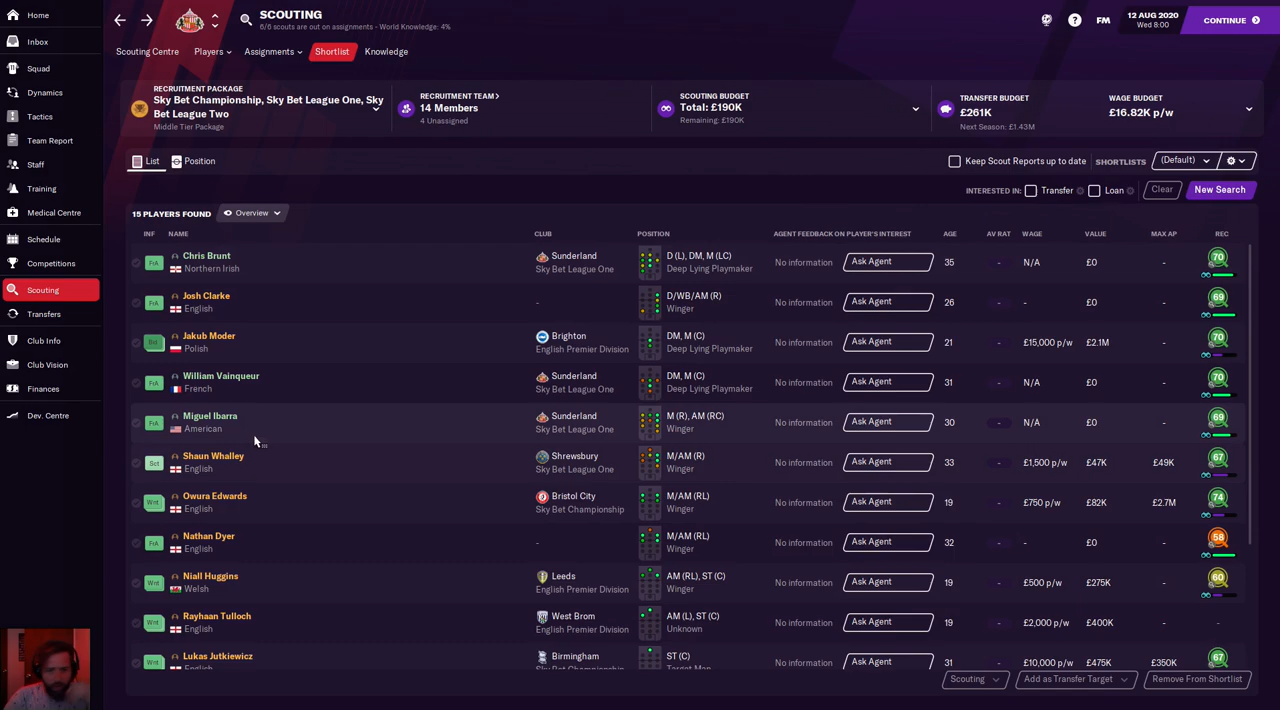 Home
Inbox
Squad
Dynamics
Tactics
Team Report
Staff
Training
Medical Centre
Schedule
Competitions
Scouting
Transfers
Club Info
Club Vision
Finances
Dev. Centre
SCOUTING
6/6 scouts are out on assignments - World Knowledge: 4%
FM
12 AUG 2020
Wed 8:00
CONTINUE
Scouting Centre Players Assignments Shortlist Knowledge
RECRUITMENT PACKAGE
Sky Bet Championship, Sky Bet League One, Sky
Bet League Two
Middle Tier Package
RECRUITMENT TEAM
14 Members
4 Unassigned
SCOUTING BUDGET
Total: £190K
Remaining: £190K
TRANSFER BUDGET
£261K
Next Season: £1.43M
WAGE BUDGET
£16.82K p/w
List Position
Keep Scout Reports up to date SHORTLISTS (Default)
INTERESTED IN: Transfer Loan Clear New Search
15 PLAYERS FOUND Overview
INF NAME CLUB POSITION AGENT FEEDBACK ON PLAYER'S INTEREST AGE AV RAT WAGE VALUE MAX AP REC
FrA Chris Brunt Sunderland D (L), DM, M (LC) No information Ask Agent 35 - N/A £0 - 70
Northern Irish Sky Bet League One Deep Lying Playmaker
FrA Josh Clarke - D/WB/AM (R) No information Ask Agent 26 - - £0 - 69
English Winger
Bid Jakub Moder Brighton DM, M (C) No information Ask Agent 21 - £15,000 p/w £2.1M - 70
Polish English Premier Division Deep Lying Playmaker
FrA William Vainqueur Sunderland DM, M (C) No information Ask Agent 31 - N/A £0 - 70
French Sky Bet League One Deep Lying Playmaker
FrA Miguel Ibarra Sunderland M (R), AM (RC) No information Ask Agent 30 - N/A £0 - 69
American Sky Bet League One Winger
Sct Shaun Whalley Shrewsbury M/AM (R) No information Ask Agent 33 - £1,500 p/w £47K £49K 67
English Sky Bet League One Winger
Wnt Owura Edwards Bristol City M/AM (RL) No information Ask Agent 19 - £750 p/w £82K £2.7M 74
English Sky Bet Championship Winger
FrA Nathan Dyer - M/AM (RL) No information Ask Agent 32 - - £0 - 58
English Winger
Wnt Niall Huggins Leeds AM (RL), ST (C) No information Ask Agent 19 - £500 p/w £275K - 60
Welsh English Premier Division Winger
Wnt Rayhaan Tulloch West Brom AM (L), ST (C) No information Ask Agent 19 - £2,000 p/w £400K - -
English English Premier Division Unknown
Wnt Lukas Jutkiewicz Birmingham ST (C) No information Ask Agent 31 - £10,000 p/w £475K £350K 67
English Sky Bet Championship Target Man
Scouting Add as Transfer Target Remove From Shortlist